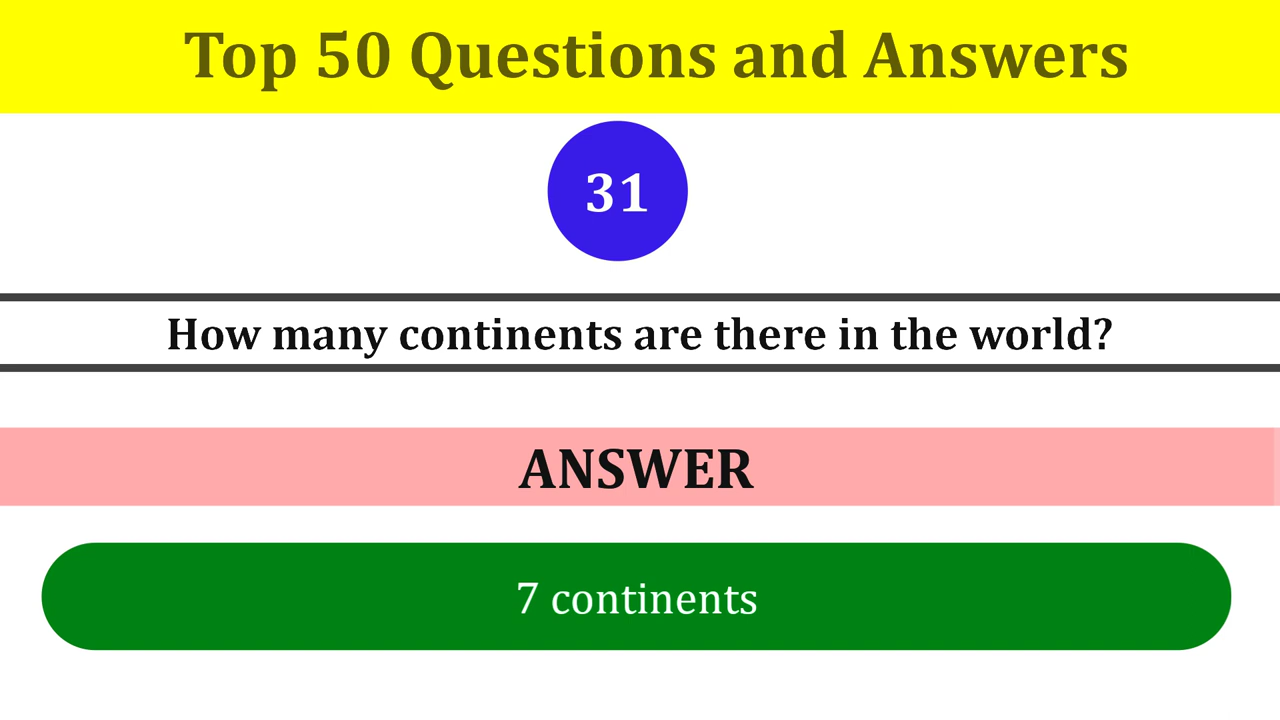 Top 50 Questions and Answers
31
How many continents are there in the world?
ANSWER
7 continents